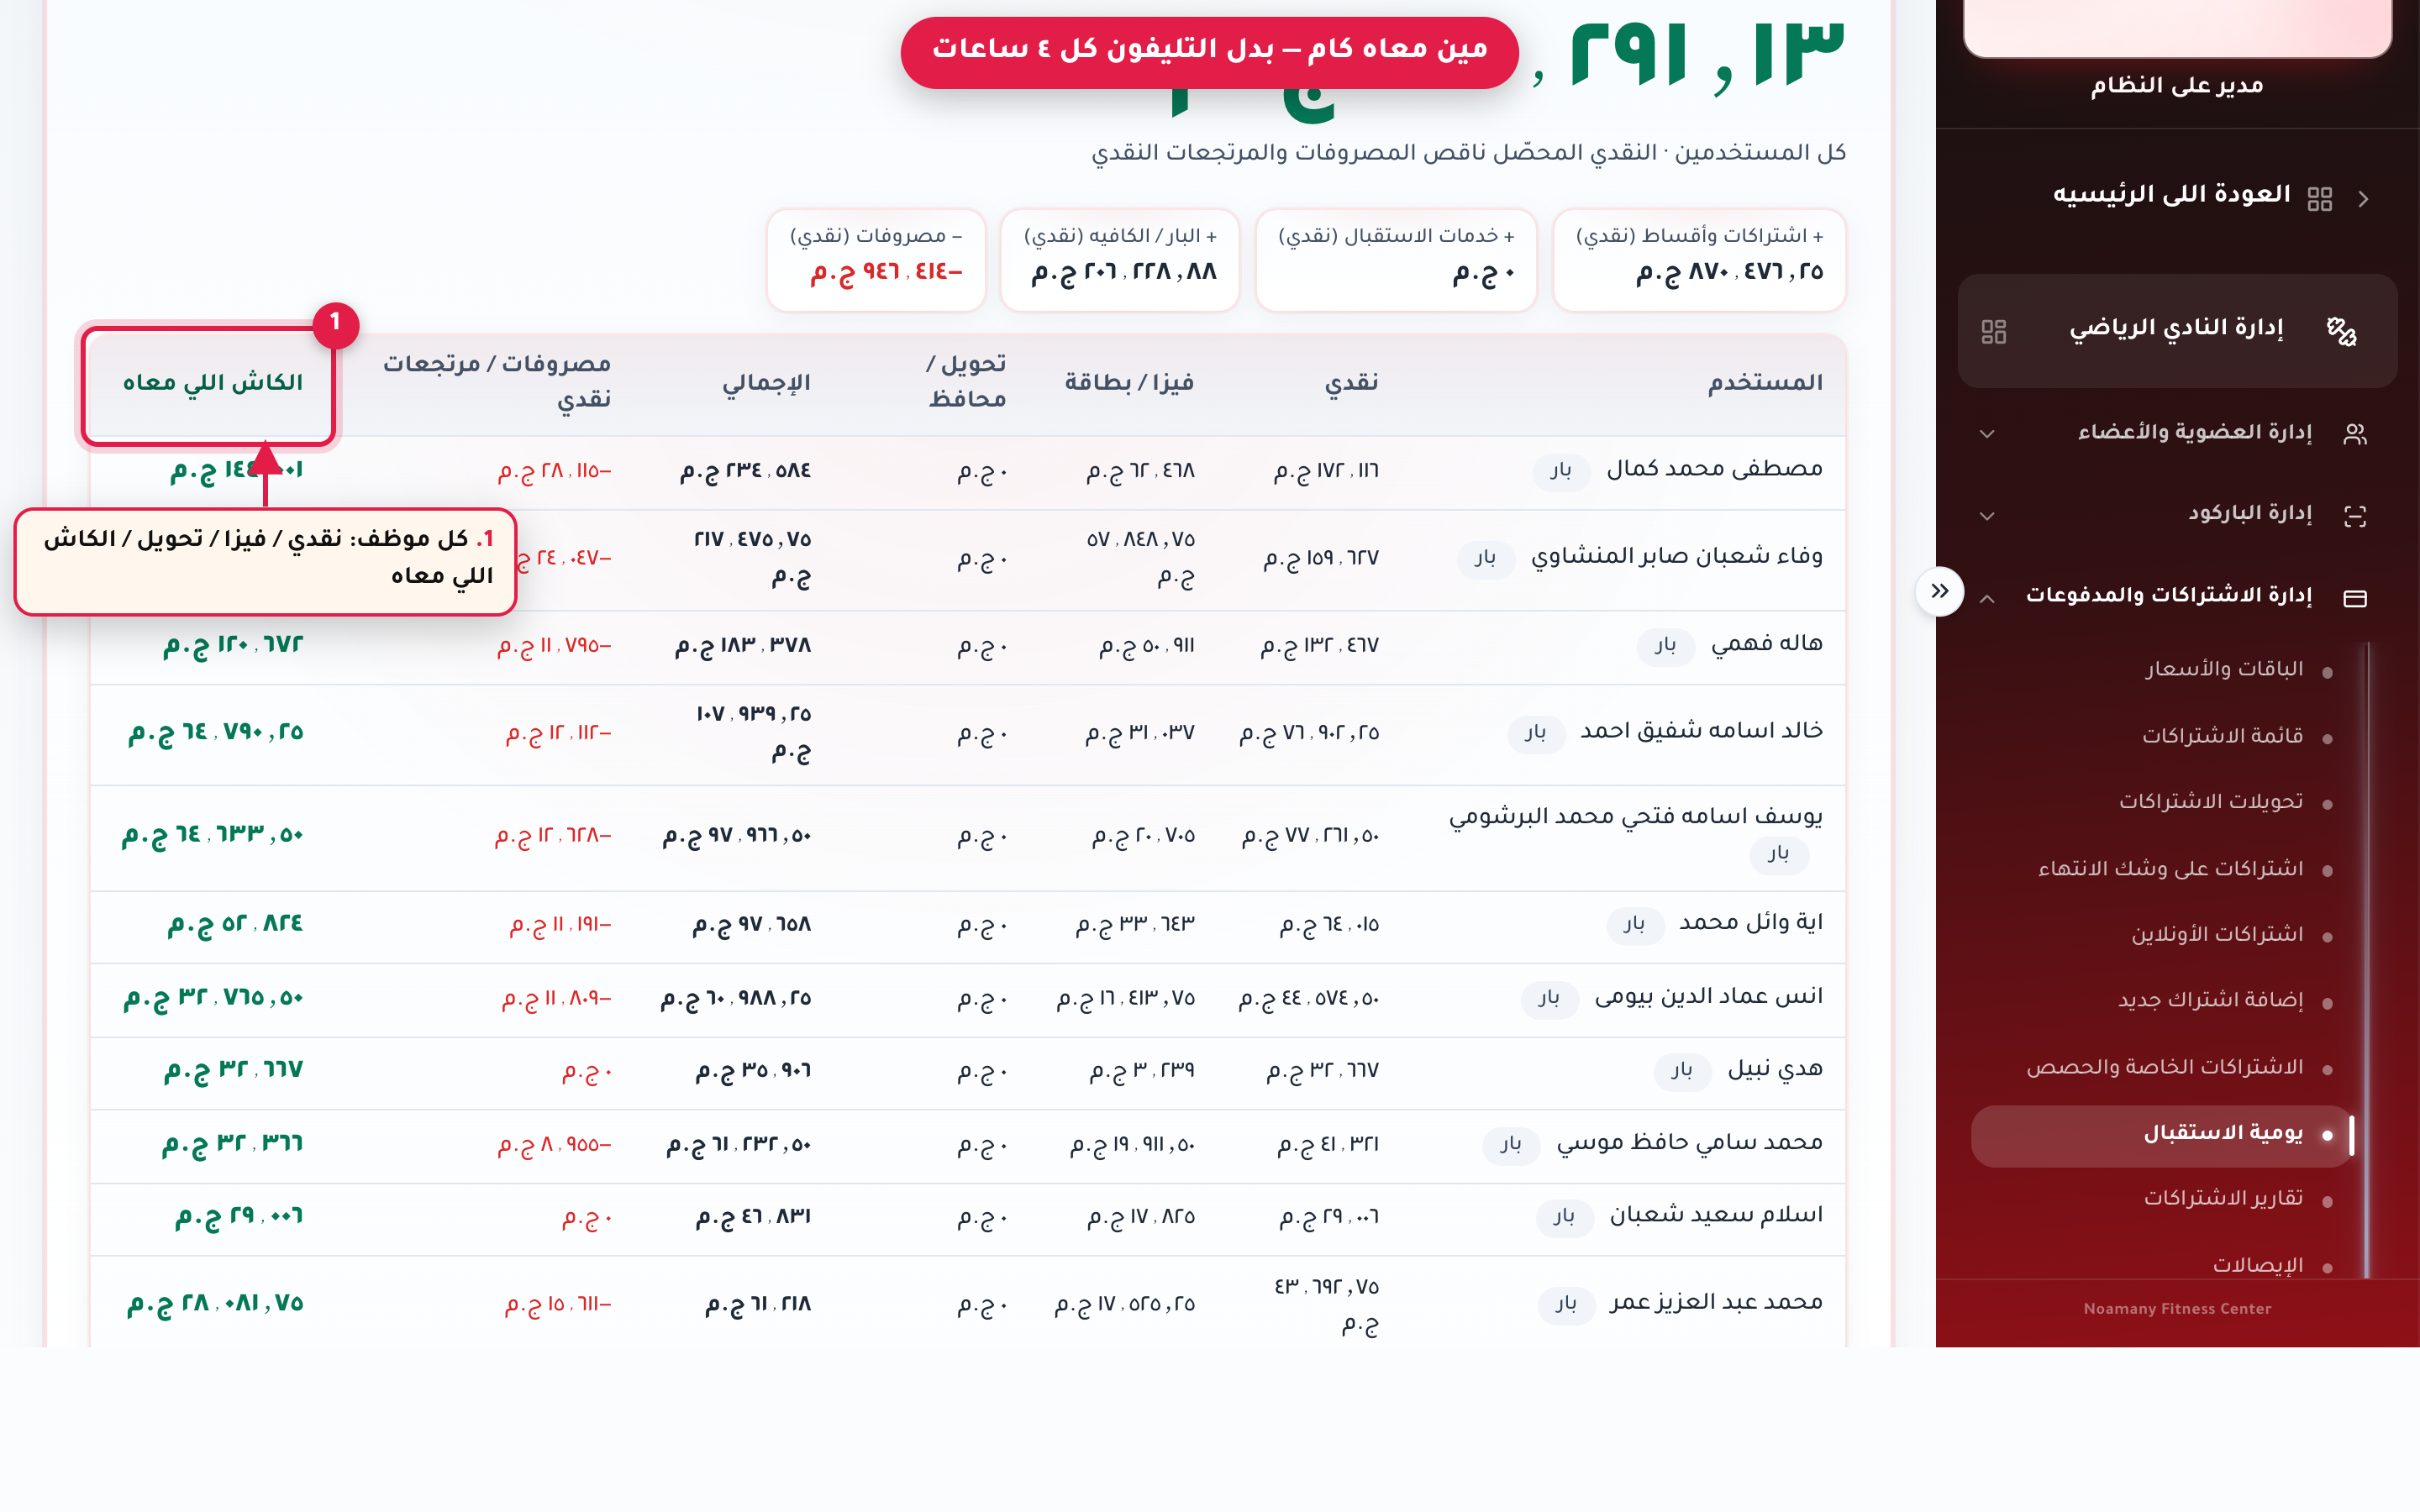 ٢٩١,١٣
مين معاه كام — بدل التليفون كل ٤ ساعات
كل المستخدمين · النقدي المحصّل ناقص المصروفات والمرتجعات النقدي
+ اشتراكات وأقساط (نقدي)
٨٧٠,٤٧٦,٢٥ ج.م
+ خدمات الاستقبال (نقدي)
٠ ج.م
+ البار / الكافيه (نقدي)
٢٠٦,٢٢٨,٨٨ ج.م
− مصروفات (نقدي)
−٩٤٦,٤١٤ ج.م
المستخدم نقدي فيزا / بطاقة تحويل / محافظ الإجمالي مصروفات / مرتجعات نقدي الكاش اللي معاه
1
مصطفى محمد كمال بار ١٧٢,١١٦ ج.م ٦٢,٤٦٨ ج.م ٠ ج.م ٢٣٤,٥٨٤ ج.م −٢٨,١١٥ ج.م ج.م
1. كل موظف: نقدي / فيزا / تحويل / الكاش
اللي معاه
وفاء شعبان صابر المنشاوي بار ١٥٩,٦٢٧ ج.م ٥٧,٨٤٨,٧٥ ج.م ٠ ج.م ٢١٧,٤٧٥,٧٥ ج.م −٢٤,٠٤٧
هاله فهمي بار ١٣٢,٤٦٧ ج.م ٥٠,٩١١ ج.م ٠ ج.م ١٨٣,٣٧٨ ج.م −١١,٧٩٥ ج.م ١٢٠,٦٧٢ ج.م
خالد اسامه شفيق احمد بار ٧٦,٩٠٢,٢٥ ج.م ٣١,٠٣٧ ج.م ٠ ج.م ١٠٧,٩٣٩,٢٥ ج.م −١٢,١١٢ ج.م ٦٤,٧٩٠,٢٥ ج.م
يوسف اسامه فتحي محمد البرشومي بار ٧٧,٢٦١,٥٠ ج.م ٢٠,٧٠٥ ج.م ٠ ج.م ٩٧,٩٦٦,٥٠ ج.م −١٢,٦٢٨ ج.م ٦٤,٦٣٣,٥٠ ج.م
اية وائل محمد بار ٦٤,٠١٥ ج.م ٣٣,٦٤٣ ج.م ٠ ج.م ٩٧,٦٥٨ ج.م −١١,١٩١ ج.م ٥٢,٨٢٤ ج.م
انس عماد الدين بيومى بار ٤٤,٥٧٤,٥٠ ج.م ١٦,٤١٣,٧٥ ج.م ٠ ج.م ٦٠,٩٨٨,٢٥ ج.م −١١,٨٠٩ ج.م ٣٢,٧٦٥,٥٠ ج.م
هدي نبيل بار ٣٢,٦٦٧ ج.م ٣,٢٣٩ ج.م ٠ ج.م ٣٥,٩٠٦ ج.م ٠ ج.م ٣٢,٦٦٧ ج.م
محمد سامي حافظ موسي بار ٤١,٣٢١ ج.م ١٩,٩١١,٥٠ ج.م ٠ ج.م ٦١,٢٣٢,٥٠ ج.م −٨,٩٥٥ ج.م ٣٢,٣٦٦ ج.م
اسلام سعيد شعبان بار ٢٩,٠٠٦ ج.م ١٧,٨٢٥ ج.م ٠ ج.م ٤٦,٨٣١ ج.م ٠ ج.م ٢٩,٠٠٦ ج.م
محمد عبد العزيز عمر بار ٤٣,٦٩٢,٧٥ ج.م ١٧,٥٢٥,٢٥ ج.م ٠ ج.م ٦١,٢١٨ ج.م −١٥,٦١١ ج.م ٢٨,٠٨١,٧٥ ج.م
مدير على النظام
العودة اللى الرئيسيه
إدارة النادي الرياضي
إدارة العضوية والأعضاء
إدارة الباركود
إدارة الاشتراكات والمدفوعات
الباقات والأسعار
قائمة الاشتراكات
تحويلات الاشتراكات
اشتراكات على وشك الانتهاء
اشتراكات الأونلاين
إضافة اشتراك جديد
الاشتراكات الخاصة والحصص
يومية الاستقبال
تقارير الاشتراكات
الإيصالات
Noamany Fitness Center